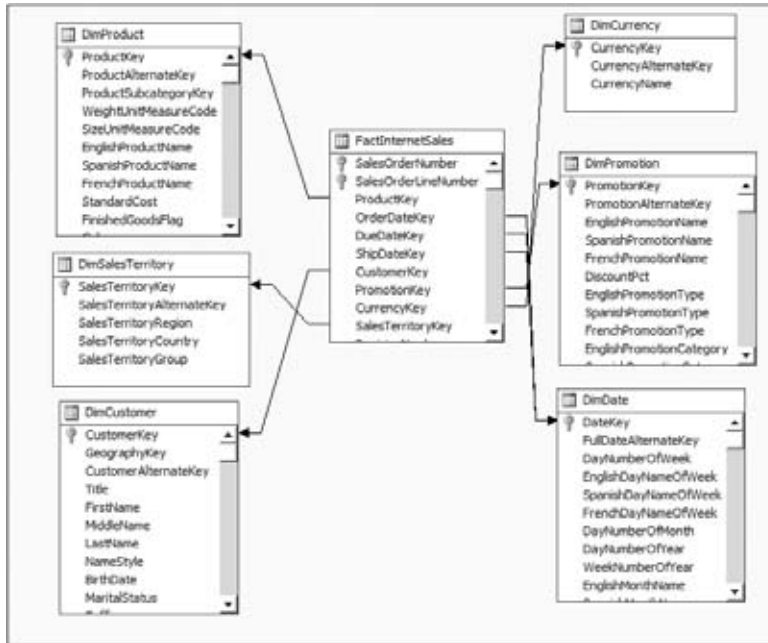 DimProduct
ProductKey
ProductAlternateKey
ProductSubcategoryKey
WeightUnitMeasureCode
SizeUnitMeasureCode
EnglishProductName
SpanishProductName
FrenchProductName
StandardCost
FinishedGoodsFlag
DimSalesTerritory
SalesTerritoryKey
SalesTerritoryAlternateKey
SalesTerritoryRegion
SalesTerritoryCountry
SalesTerritoryGroup
DimCustomer
CustomerKey
GeographyKey
CustomerAlternateKey
Title
FirstName
MiddleName
LastName
NameStyle
BirthDate
MaritalStatus
FactInternetSales
SalesOrderNumber
SalesOrderLineNumber
ProductKey
OrderDateKey
DueDateKey
ShipDateKey
CustomerKey
PromotionKey
CurrencyKey
SalesTerritoryKey
DimCurrency
CurrencyKey
CurrencyAlternateKey
CurrencyName
DimPromotion
PromotionKey
PromotionAlternateKey
EnglishPromotionName
SpanishPromotionName
FrenchPromotionName
DiscountPct
EnglishPromotionType
SpanishPromotionType
FrenchPromotionType
EnglishPromotionCategory
DimDate
DateKey
FullDateAlternateKey
DayNumberOfWeek
EnglishDayNameOfWeek
SpanishDayNameOfWeek
FrenchDayNameOfWeek
DayNumberOfMonth
DayNumberOfYear
WeekNumberOfYear
EnglishMonthName